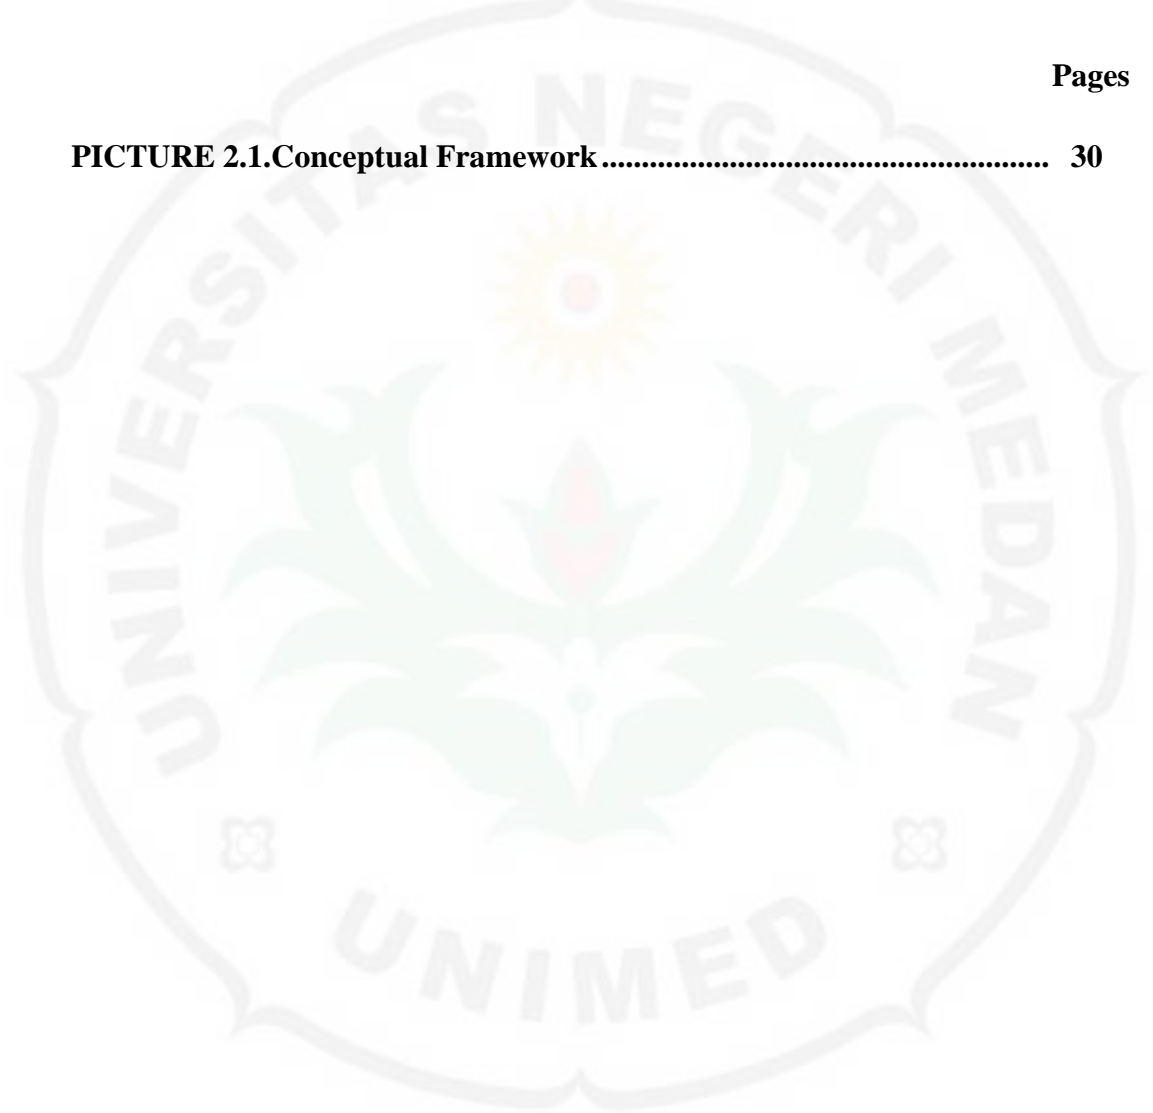 Pages
PICTURE 2.1.Conceptual Framework........................................................ 30
UNIVERSITAS NEGERI MEDAN
UNIMED